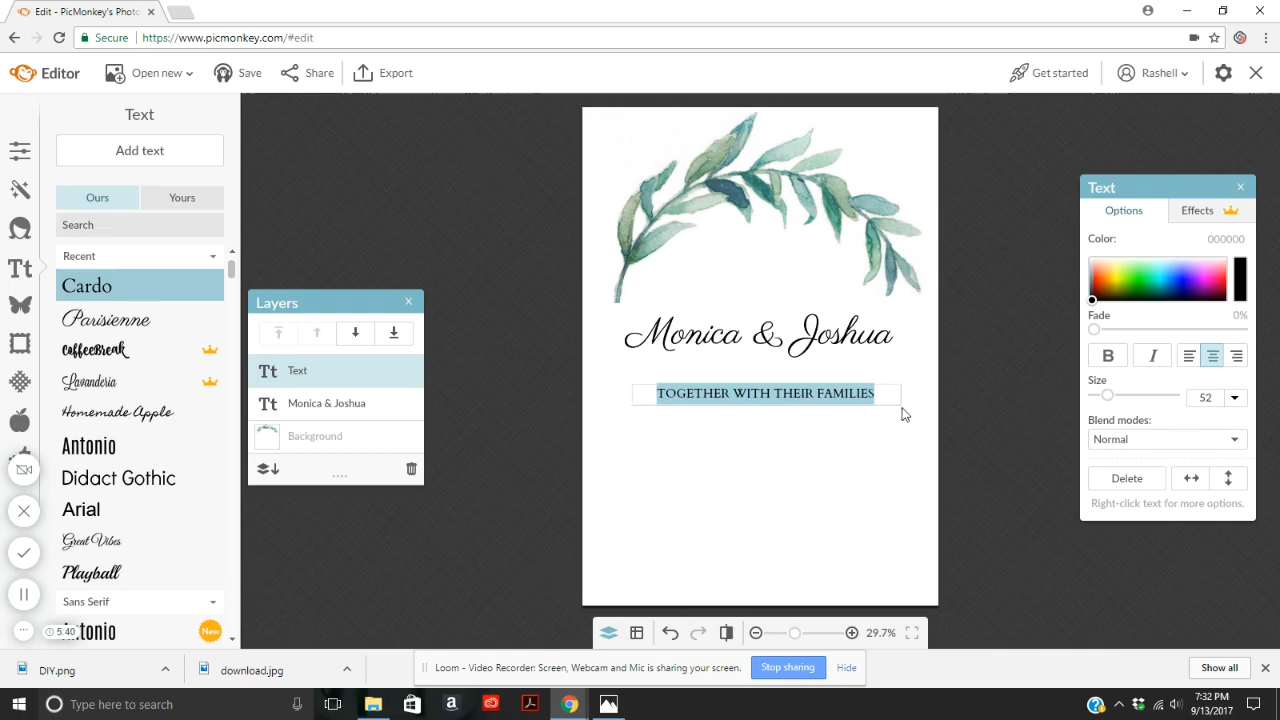 Edit - PicMonkey's Photo
Secure https://www.picmonkey.com/#edit
Editor Open new Save Share Export Get started Rashell
Text
Add text
Ours Yours
Search
Recent
Cardo
Parisienne
CoffeeBreak
Lavanderia
Homemade Apple
Antonio
Didact Gothic
Arial
Great Vibes
Playball
Sans Serif
Antonio New
5:40
Layers
Text
Monica & Joshua
Background
Monica & Joshua
TOGETHER WITH THEIR FAMILIES
Text
Options Effects
Color: 000000
Fade 0%
B I
Size
52
Blend modes:
Normal
Delete
Right-click text for more options.
29.7%
DIY.png download.jpg Loom - Video Recorder: Screen, Webcam and Mic is sharing your screen. Stop sharing Hide Show all
Type here to search
7:32 PM
9/13/2017